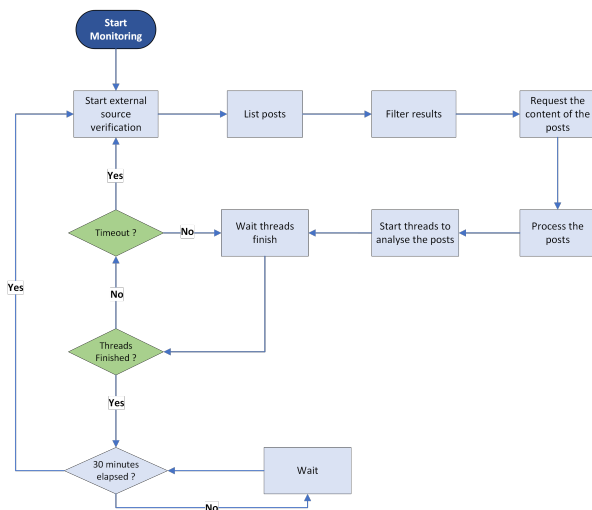 Start
Monitoring
Start external
source
verification
List posts
Filter results
Request the
content of the
posts
Yes
Timeout ?
No
Wait threads
finish
Start threads to
analyse the posts
Process the
posts
Yes
No
Threads
Finished ?
Yes
30 minutes
elapsed ?
Wait
No